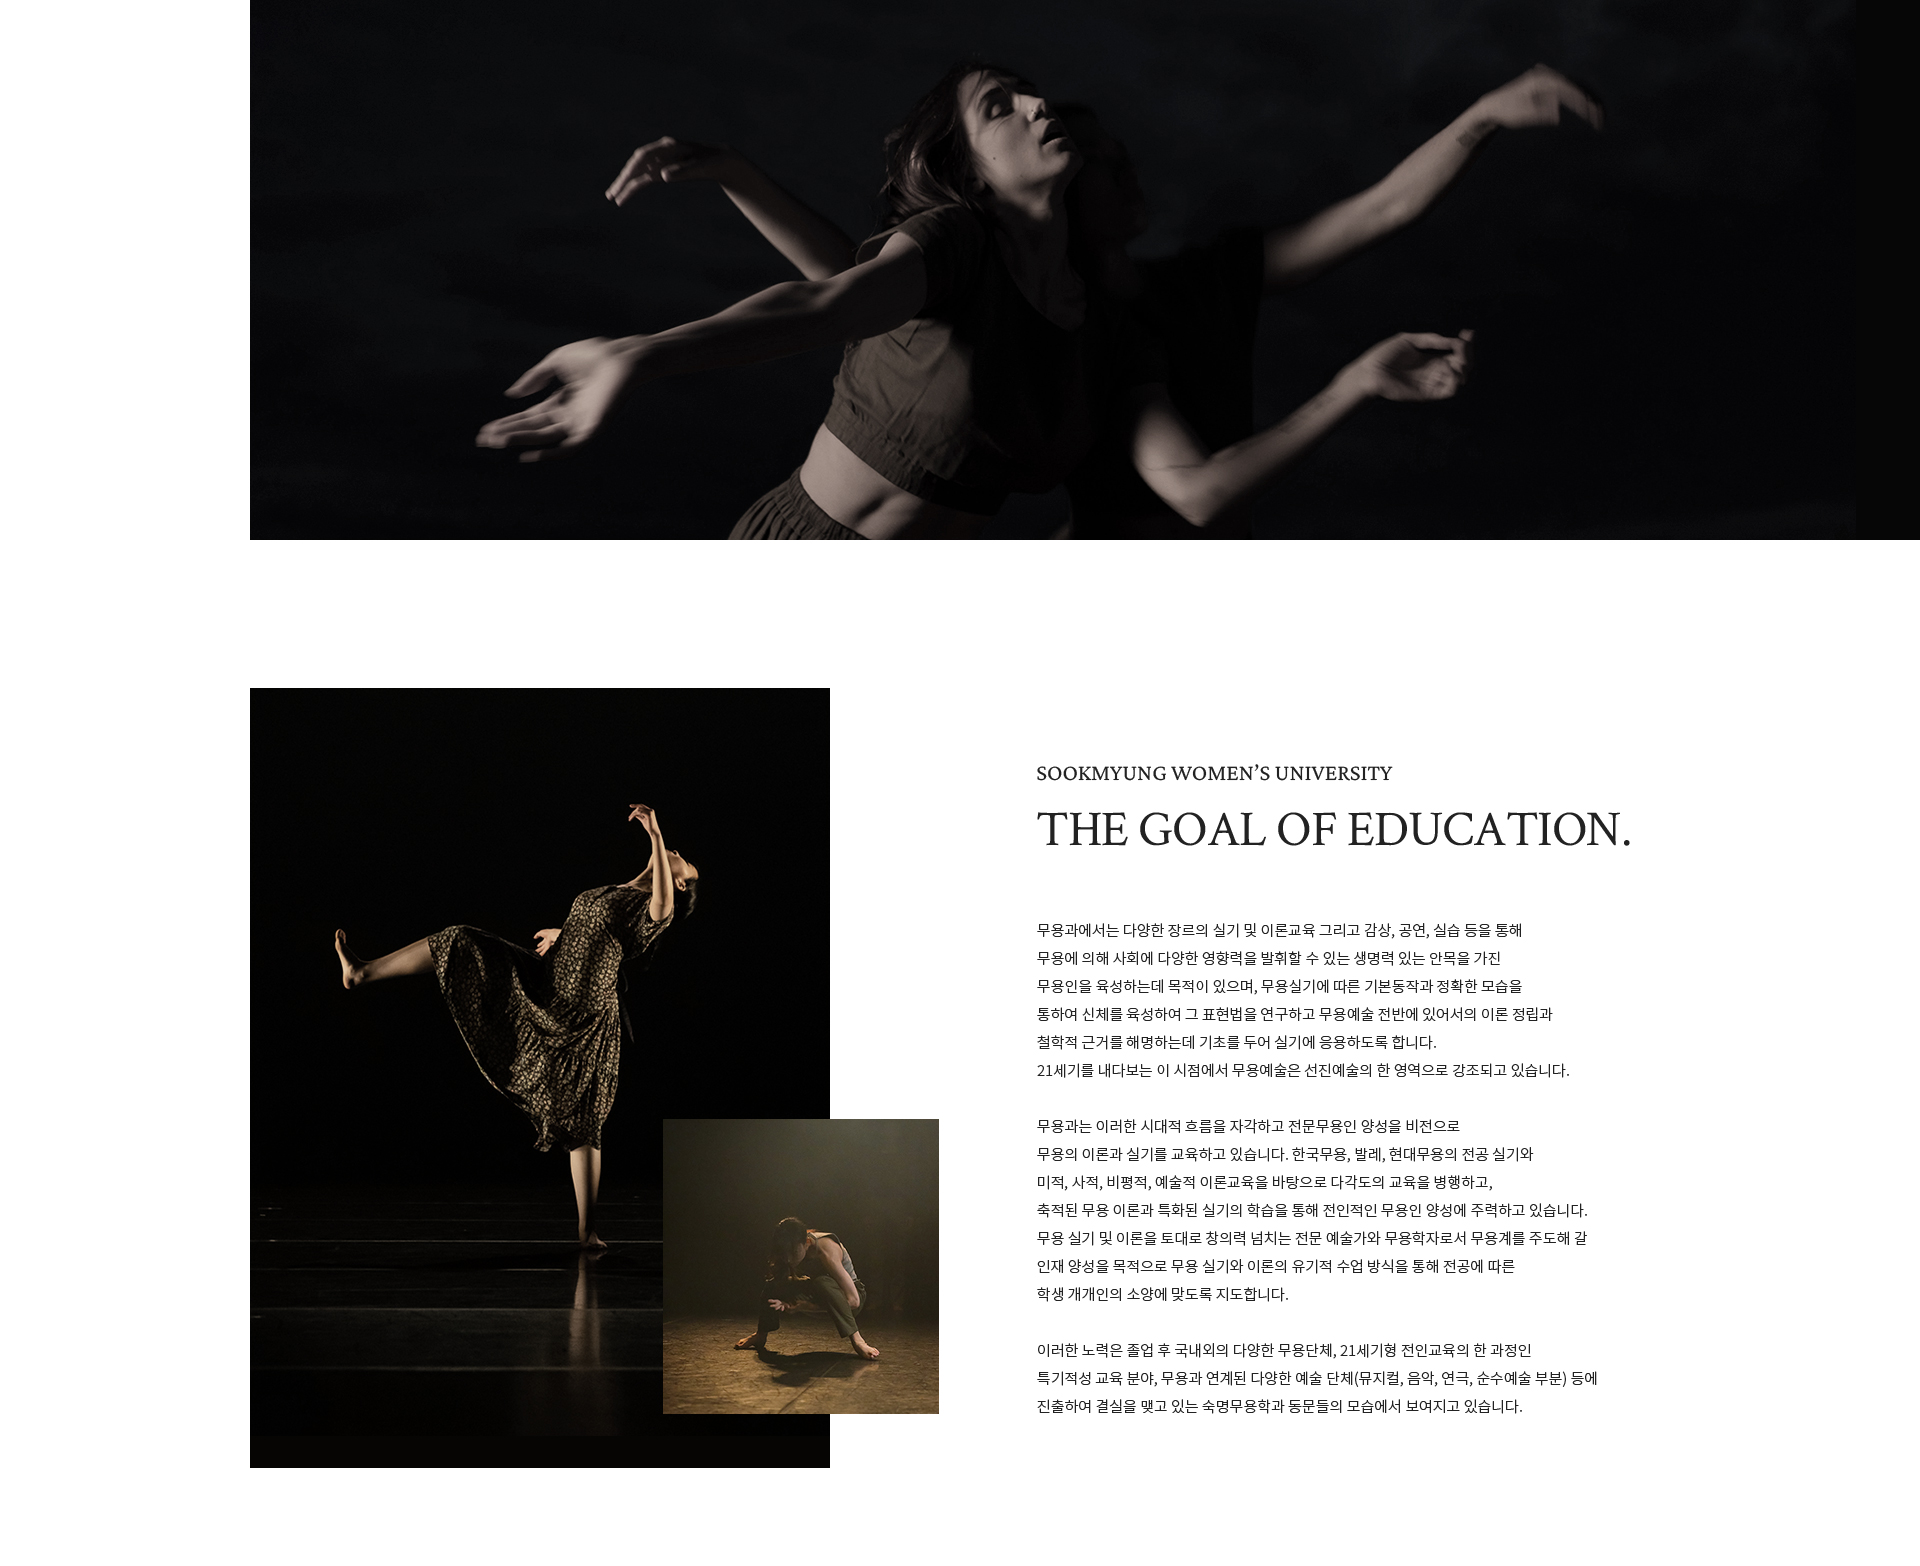 SOOKMYUNG WOMEN’S UNIVERSITY
THE GOAL OF EDUCATION.
무용과에서는 다양한 장르의 실기 및 이론교육 그리고 감상, 공연, 실습 등을 통해
무용에 의해 사회에 다양한 영향력을 발휘할 수 있는 생명력 있는 안목을 가진
무용인을 육성하는데 목적이 있으며, 무용실기에 따른 기본동작과 정확한 모습을
통하여 신체를 육성하여 그 표현법을 연구하고 무용예술 전반에 있어서의 이론 정립과
철학적 근거를 해명하는데 기초를 두어 실기에 응용하도록 합니다.
21세기를 내다보는 이 시점에서 무용예술은 선진예술의 한 영역으로 강조되고 있습니다.
무용과는 이러한 시대적 흐름을 자각하고 전문무용인 양성을 비전으로
무용의 이론과 실기를 교육하고 있습니다. 한국무용, 발레, 현대무용의 전공 실기와
미적, 사적, 비평적, 예술적 이론교육을 바탕으로 다각도의 교육을 병행하고,
축적된 무용 이론과 특화된 실기의 학습을 통해 전인적인 무용인 양성에 주력하고 있습니다.
무용 실기 및 이론을 토대로 창의력 넘치는 전문 예술가와 무용학자로서 무용계를 주도해 갈
인재 양성을 목적으로 무용 실기와 이론의 유기적 수업 방식을 통해 전공에 따른
학생 개개인의 소양에 맞도록 지도합니다.
이러한 노력은 졸업 후 국내외의 다양한 무용단체, 21세기형 전인교육의 한 과정인
특기적성 교육 분야, 무용과 연계된 다양한 예술 단체(뮤지컬, 음악, 연극, 순수예술 부분) 등에
진출하여 결실을 맺고 있는 숙명무용학과 동문들의 모습에서 보여지고 있습니다.